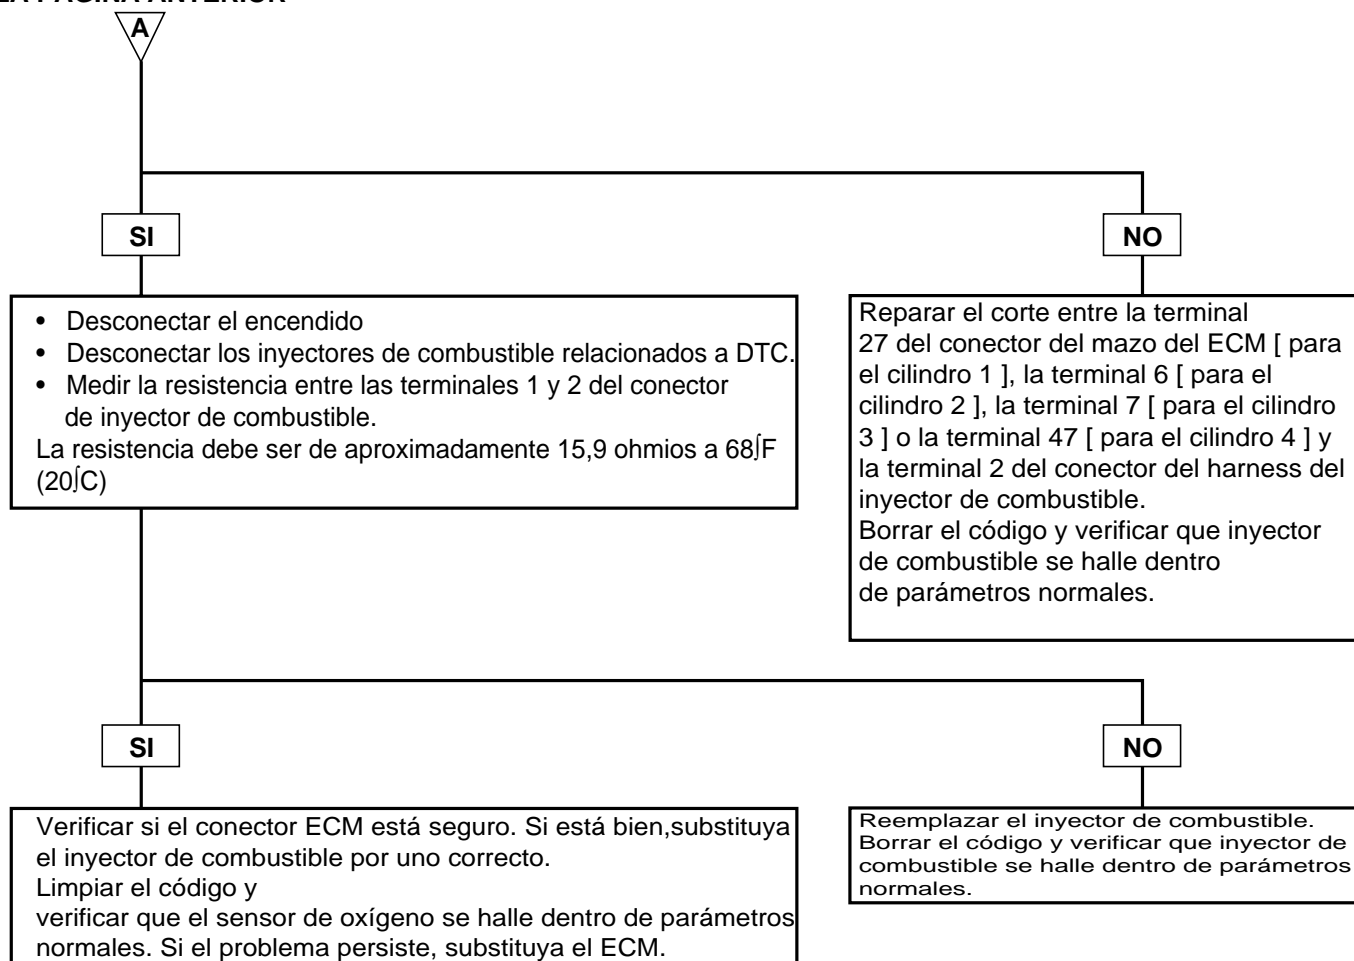 LA PÁGINA ANTERIOR
A
SI
NO
• Desconectar el encendido
• Desconectar los inyectores de combustible relacionados a DTC.
• Medir la resistencia entre las terminales 1 y 2 del conector
de inyector de combustible.
La resistencia debe ser de aproximadamente 15,9 ohmios a 68∫F
(20∫C)
Reparar el corte entre la terminal
27 del conector del mazo del ECM [ para
el cilindro 1 ], la terminal 6 [ para el
cilindro 2 ], la terminal 7 [ para el cilindro
3 ] o la terminal 47 [ para el cilindro 4 ] y
la terminal 2 del conector del harness del
inyector de combustible.
Borrar el código y verificar que inyector
de combustible se halle dentro
de parámetros normales.
SI
NO
Verificar si el conector ECM está seguro. Si está bien,substituya
el inyector de combustible por uno correcto.
Limpiar el código y
verificar que el sensor de oxígeno se halle dentro de parámetros
normales. Si el problema persiste, substituya el ECM.
Reemplazar el inyector de combustible.
Borrar el código y verificar que inyector de
combustible se halle dentro de parámetros
normales.